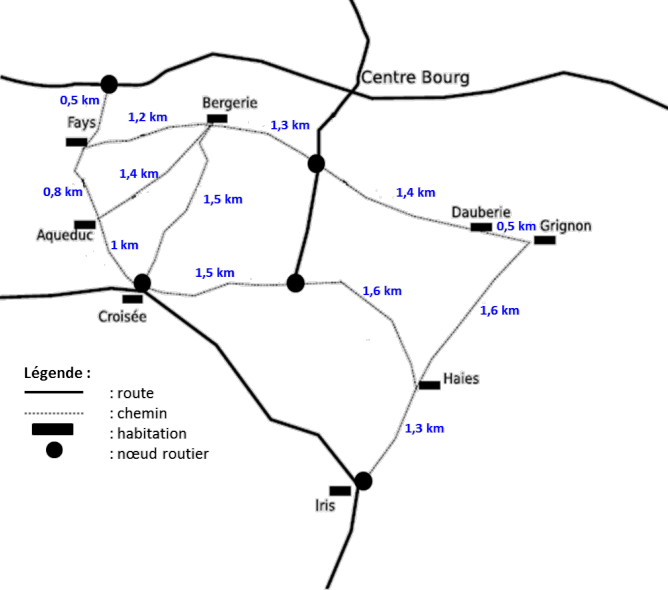 Centre Bourg
0,5 km
Bergerie
1,2 km
Fays
1,3 km
1,4 km
0,8 km
1,5 km
1,4 km
Dauberie
0,5 km
Grignon
Aqueduc
1 km
1,5 km
1,6 km
1,6 km
Croisée
Légende :
Haies
: route
: chemin
: habitation
: nœud routier
1,3 km
Iris